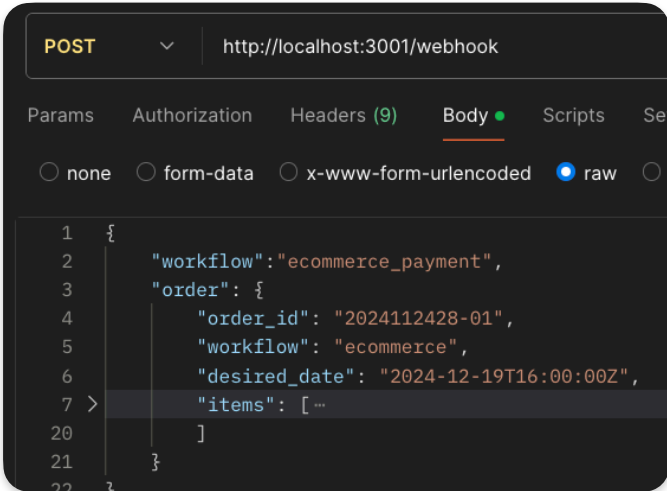 POST http://localhost:3001/webhook
Params Authorization Headers (9) Body Scripts Se
none form-data x-www-form-urlencoded raw
1 {
2 "workflow":"ecommerce_payment",
3 "order": {
4 "order_id": "2024112428-01",
5 "workflow": "ecommerce",
6 "desired_date": "2024-12-19T16:00:00Z",
7 "items": [⋯
20 ]
21 }
22 }